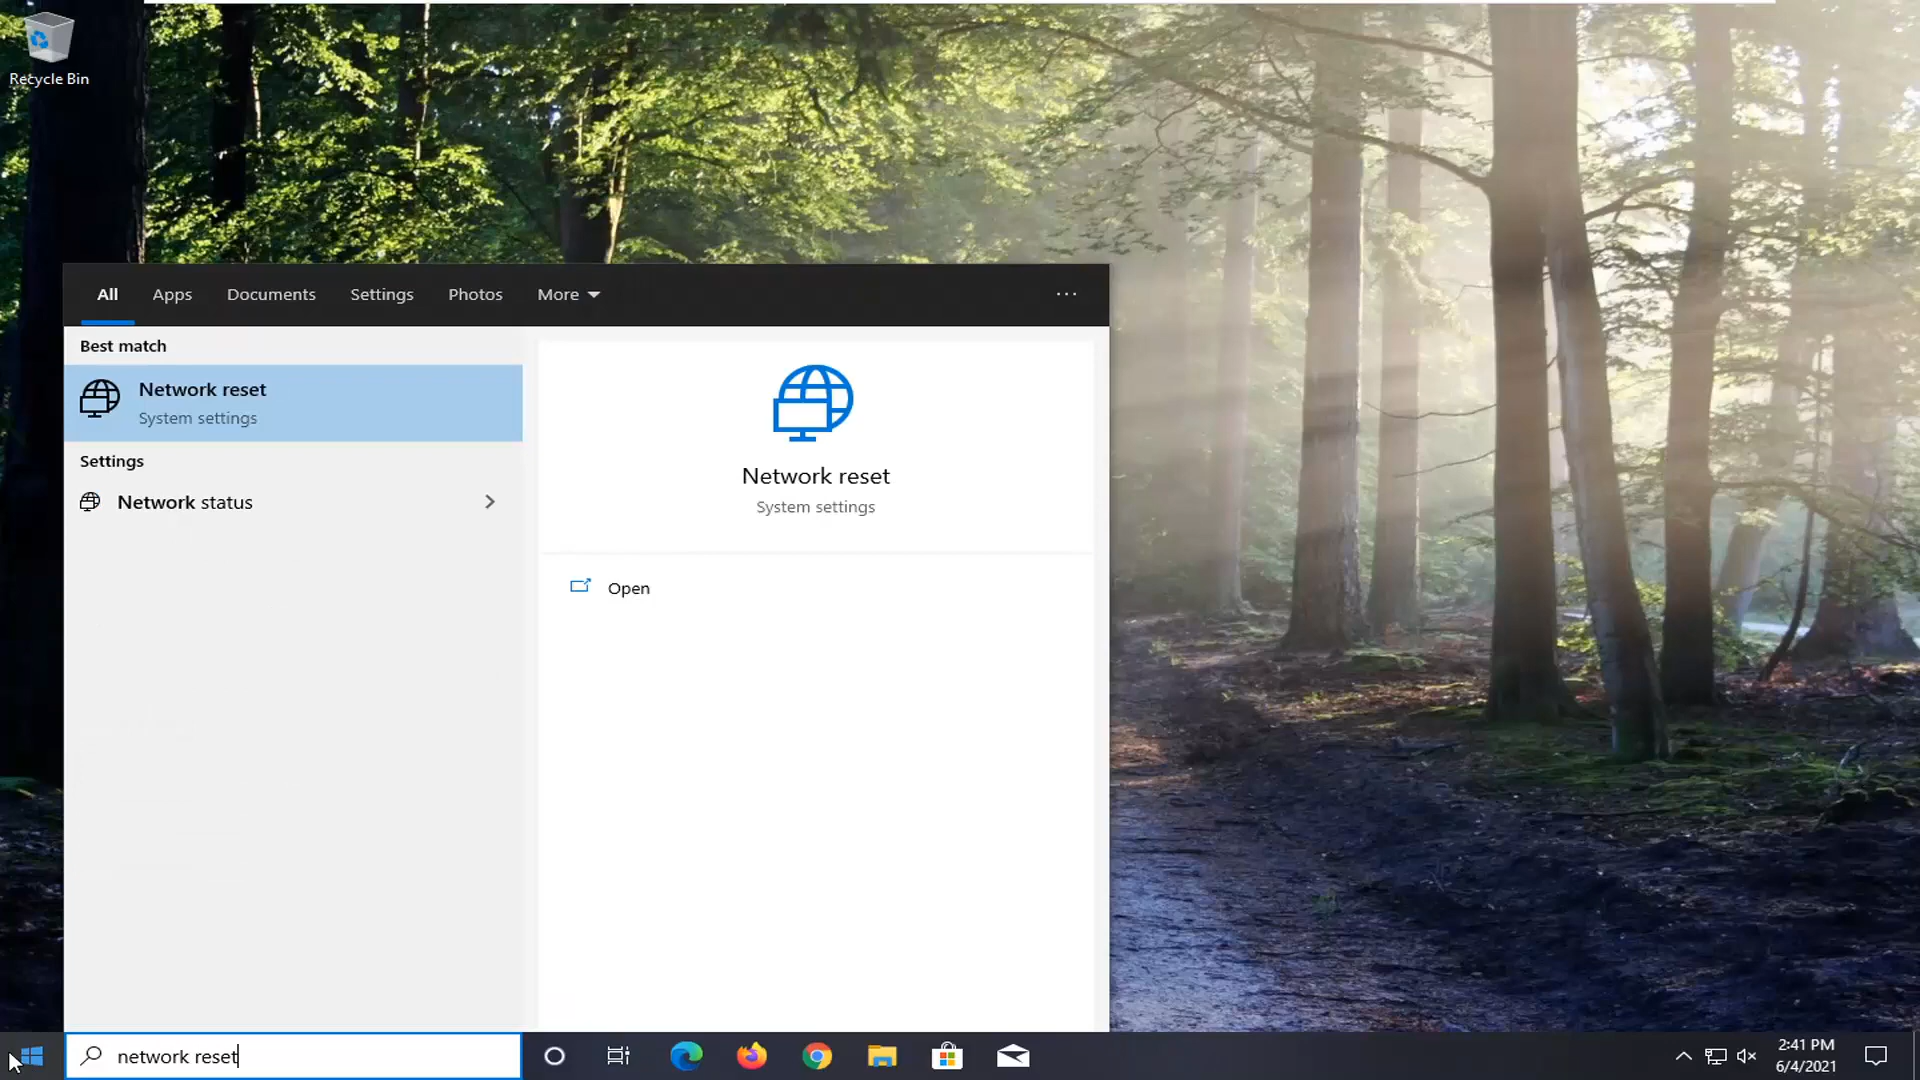 Recycle Bin
All Apps Documents Settings Photos More ...
Best match
Network reset
System settings
Settings
Network status
Network reset
System settings
Open
network reset
2:41 PM
6/4/2021